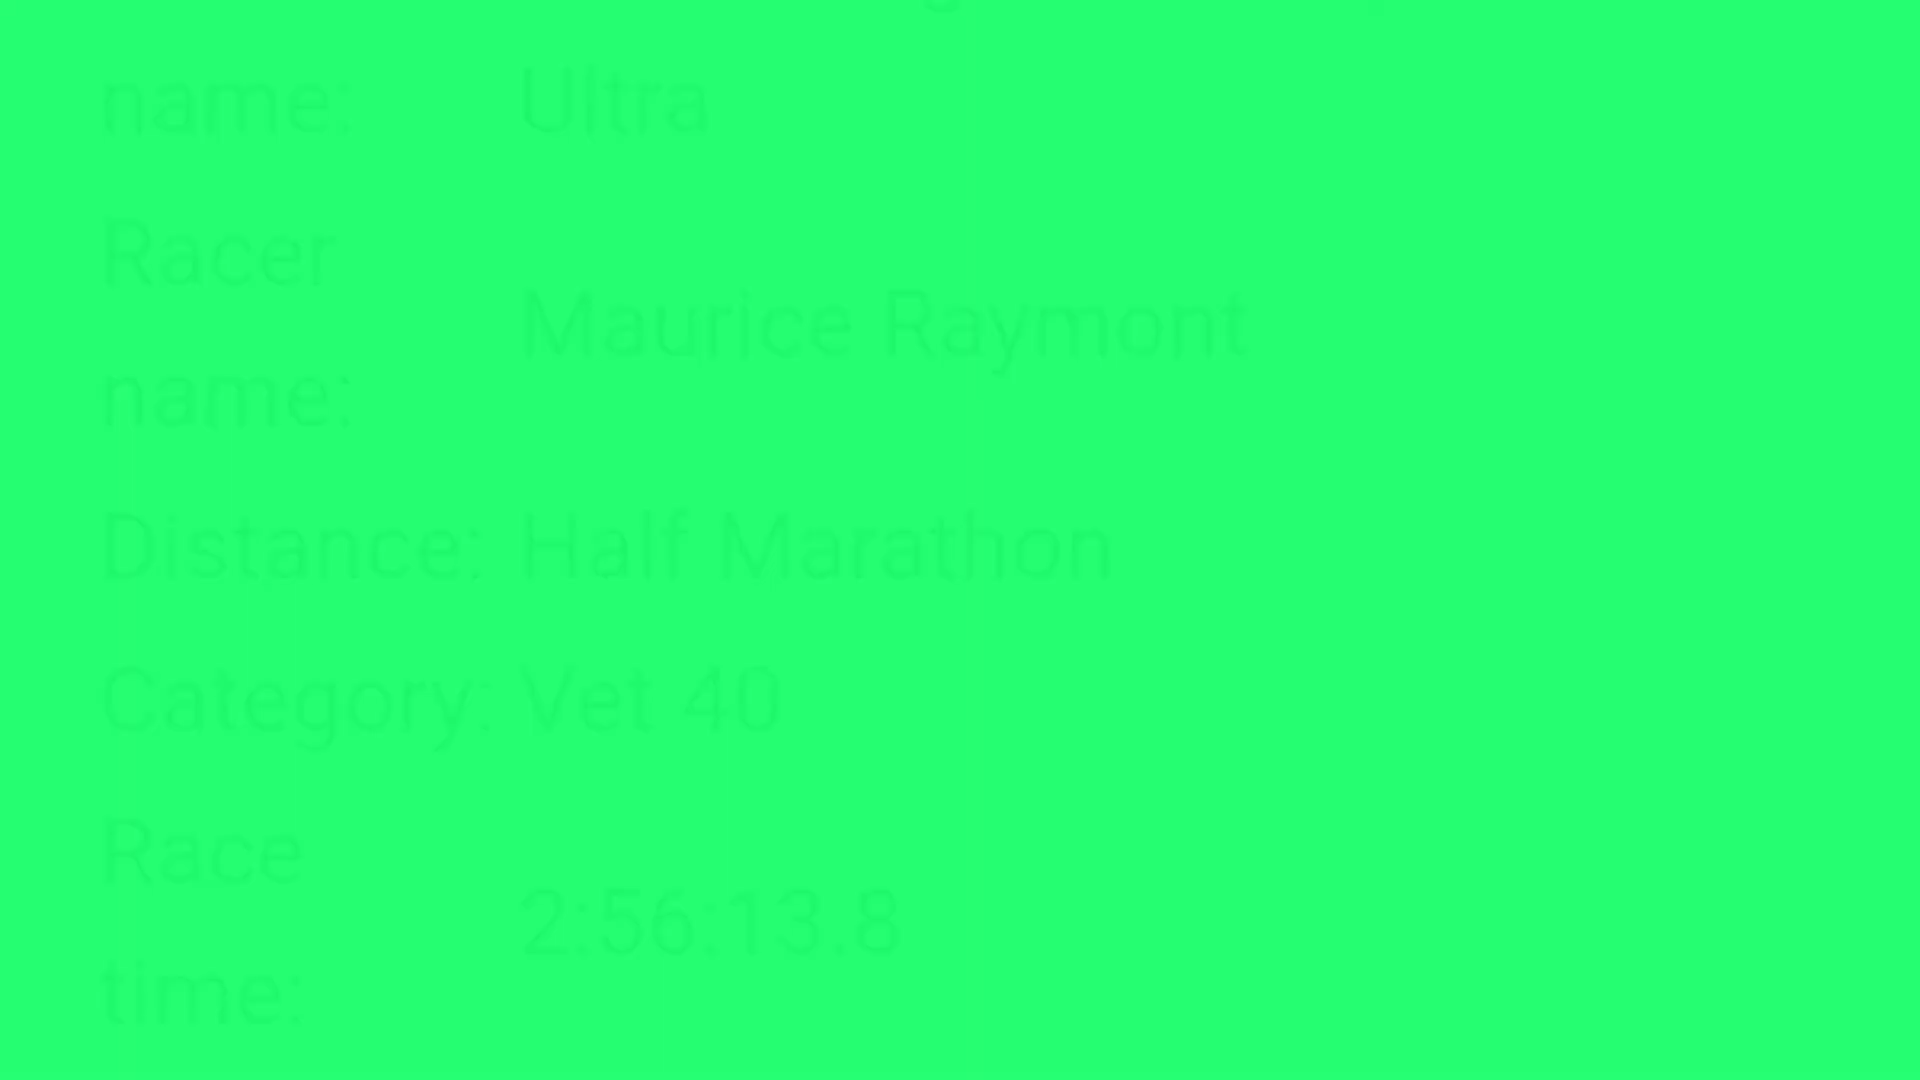 name: Ultra
Racer
name: Maurice Raymont
Distance: Half Marathon
Category: Vet 40
Race
time: 2:56:13.8